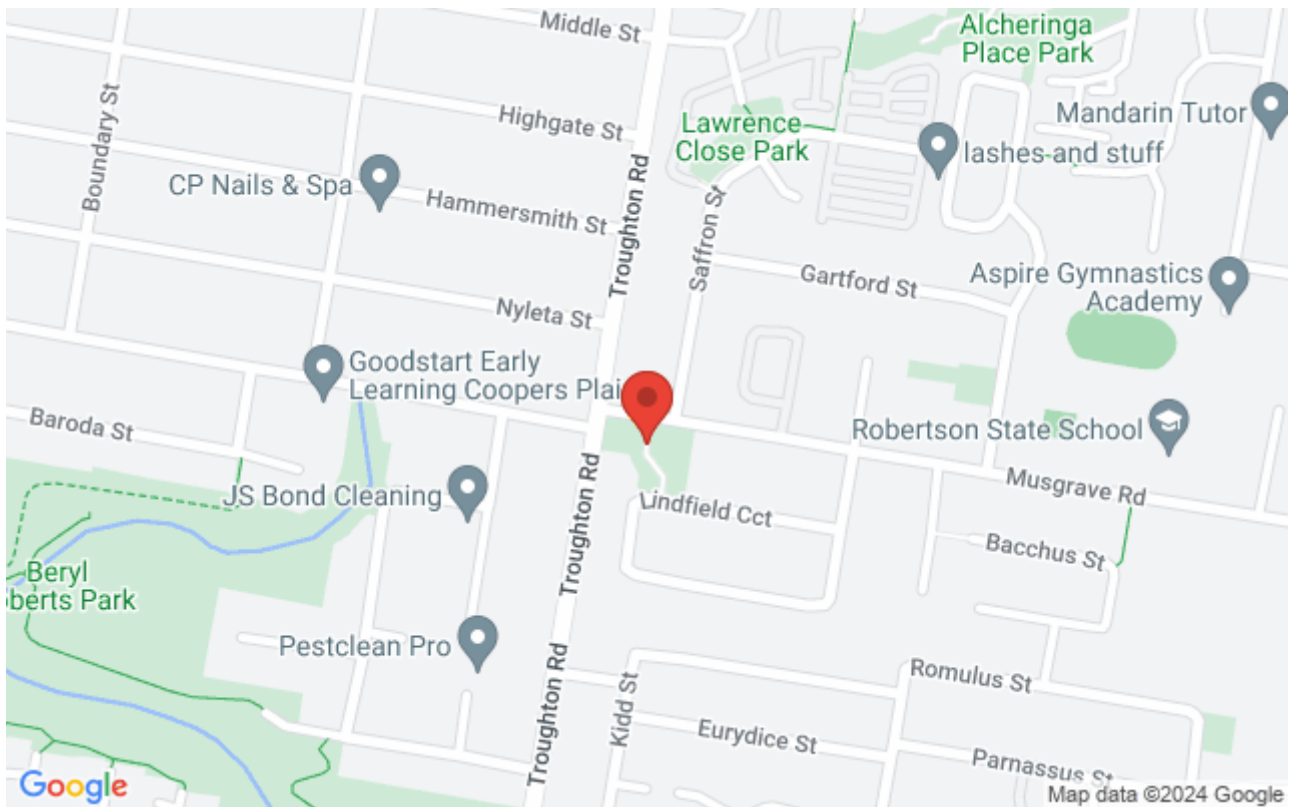 Middle St
Alcheringa
Place Park
Boundary St
Highgate St
Lawrence
Close Park
Mandarin Tutor
lashes and stuff
CP Nails & Spa
Hammersmith St
Troughton Rd
Saffron St
Gartford St
Aspire Gymnastics
Academy
Nyleta St
Goodstart Early
Learning Coopers Plai
Baroda St
Robertson State School
Musgrave Rd
JS Bond Cleaning
Lindfield Cct
Troughton Rd
Bacchus St
Beryl
oberts Park
Pestclean Pro
Romulus St
Troughton Rd
Kidd St
Eurydice St
Parnassus St
Google
Map data ©2024 Google